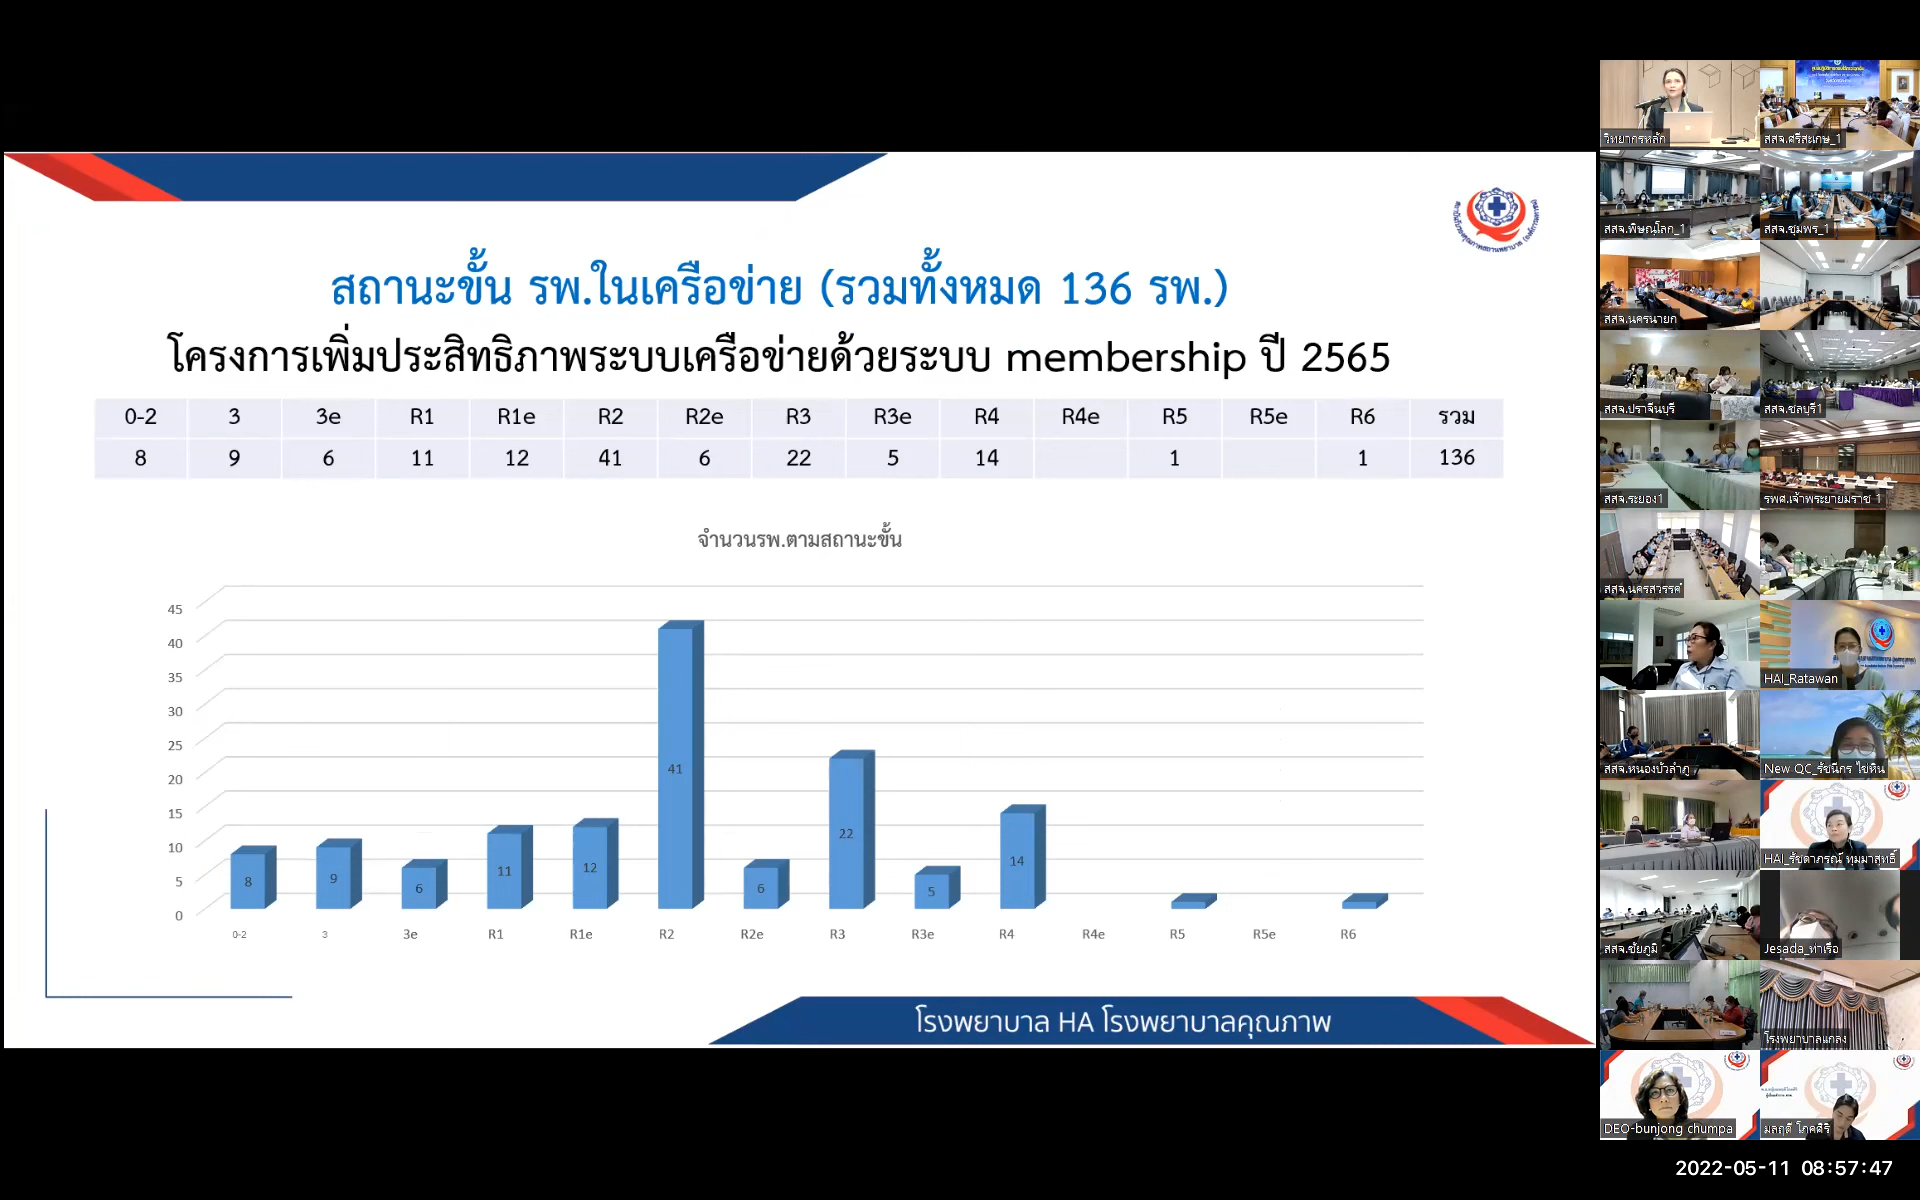 สถานะขั้น รพ.ในเครือข่าย (รวมทั้งหมด 136 รพ.)
โครงการเพิ่มประสิทธิภาพระบบเครือข่ายด้วยระบบ membership ปี 2565
0-2 3 3e R1 R1e R2 R2e R3 R3e R4 R4e R5 R5e R6 รวม
8 9 6 11 12 41 6 22 5 14 1 1 136
จำนวนรพ.ตามสถานะขั้น
45
40
35
30
25
20
15
10
5
0
8 9 6 11 12 41 6 22 5 14
0-2 3 3e R1 R1e R2 R2e R3 R3e R4 R4e R5 R5e R6
โรงพยาบาล HA โรงพยาบาลคุณภาพ
วิทยากรหลัก
สสจ.ศรีสะเกษ_1
สสจ.พิษณุโลก_1
สสจ.ชุมพร_1
สสจ.นครนายก
สสจ.ปราจีนบุรี
สสจ.ชลบุรี1
สสจ.ระยอง1
รพศ.เจ้าพระยายมราช 1
สสจ.นครสวรรค์
HAI_Ratawan
สสจ.หนองบัวลำภู
New QC_รัชนีกร ไชหิน
HAI_รัชดาภรณ์ ทุมมาสุทธิ์
สสจ.ชัยภูมิ
Jesada_ท่าเรือ
โรงพยาบาลแกลง
DEO-bunjong chumpa
มลฤดี โภคศิริ
2022-05-11 08:57:47